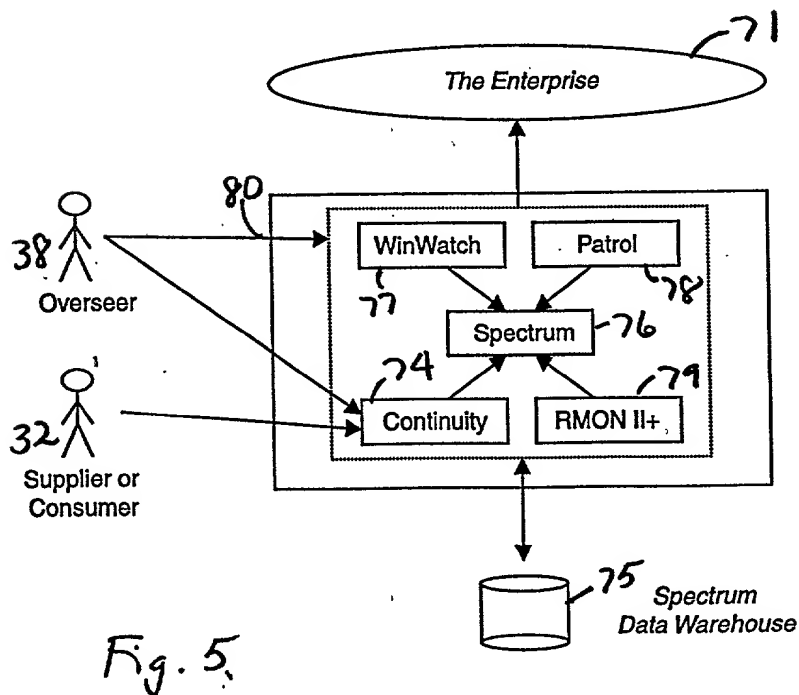 71
The Enterprise
80
38
Overseer
WinWatch
77
Patrol
78
Spectrum
76
74
Continuity
79
RMON II+
32
Supplier or
Consumer
75
Spectrum
Data Warehouse
Fig. 5.